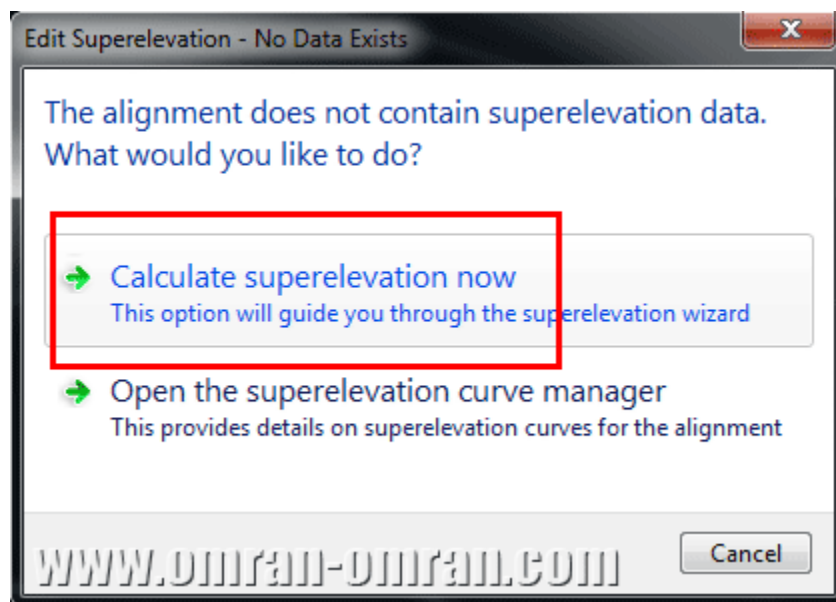 Edit Superelevation - No Data Exists
The alignment does not contain superelevation data.
What would you like to do?
Calculate superelevation now
This option will guide you through the superelevation wizard
Open the superelevation curve manager
This provides details on superelevation curves for the alignment
www.omran-omran.com
Cancel